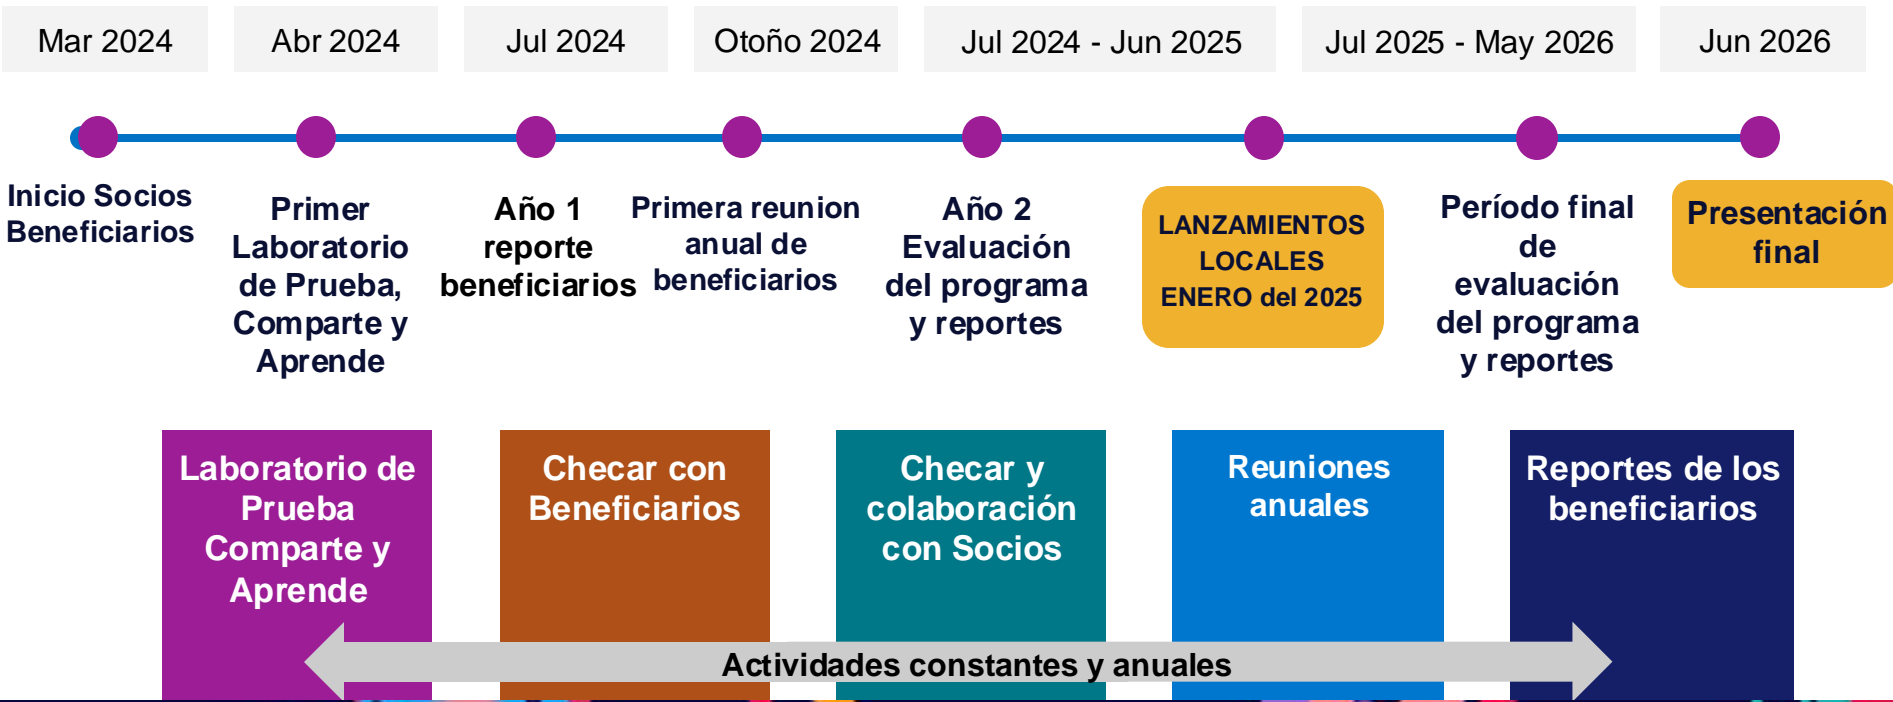 Mar 2024
Abr 2024
Jul 2024
Otoño 2024
Jul 2024 - Jun 2025
Jul 2025 - May 2026
Jun 2026
Inicio Socios
Beneficiarios
Primer
Laboratorio
de Prueba,
Comparte y
Aprende
Año 1
reporte
beneficiarios
Primera reunion
anual de
beneficiarios
Año 2
Evaluación
del programa
y reportes
LANZAMIENTOS
LOCALES
ENERO del 2025
Período final
de
evaluación
del programa
y reportes
Presentación
final
Laboratorio de
Prueba
Comparte y
Aprende
Checar con
Beneficiarios
Checar y
colaboración
con Socios
Reuniones
anuales
Reportes de los
beneficiarios
Actividades constantes y anuales